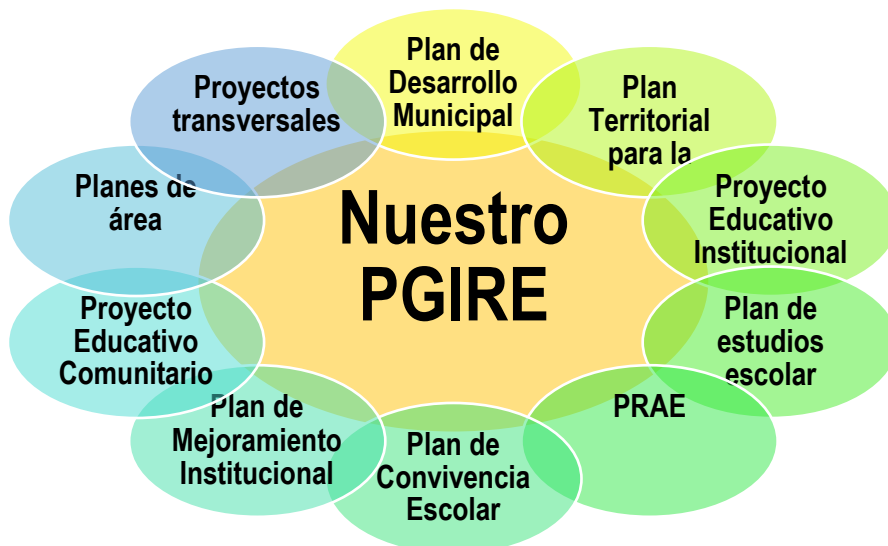 Nuestro
PGIRE
Plan de
Desarrollo
Municipal
Plan
Territorial
para la
Proyecto
Educativo
Institucional
Plan de
estudios
escolar
PRAE
Plan de
Convivencia
Escolar
Plan de
Mejoramiento
Institucional
Proyecto
Educativo
Comunitario
Planes de
área
Proyectos
transversales